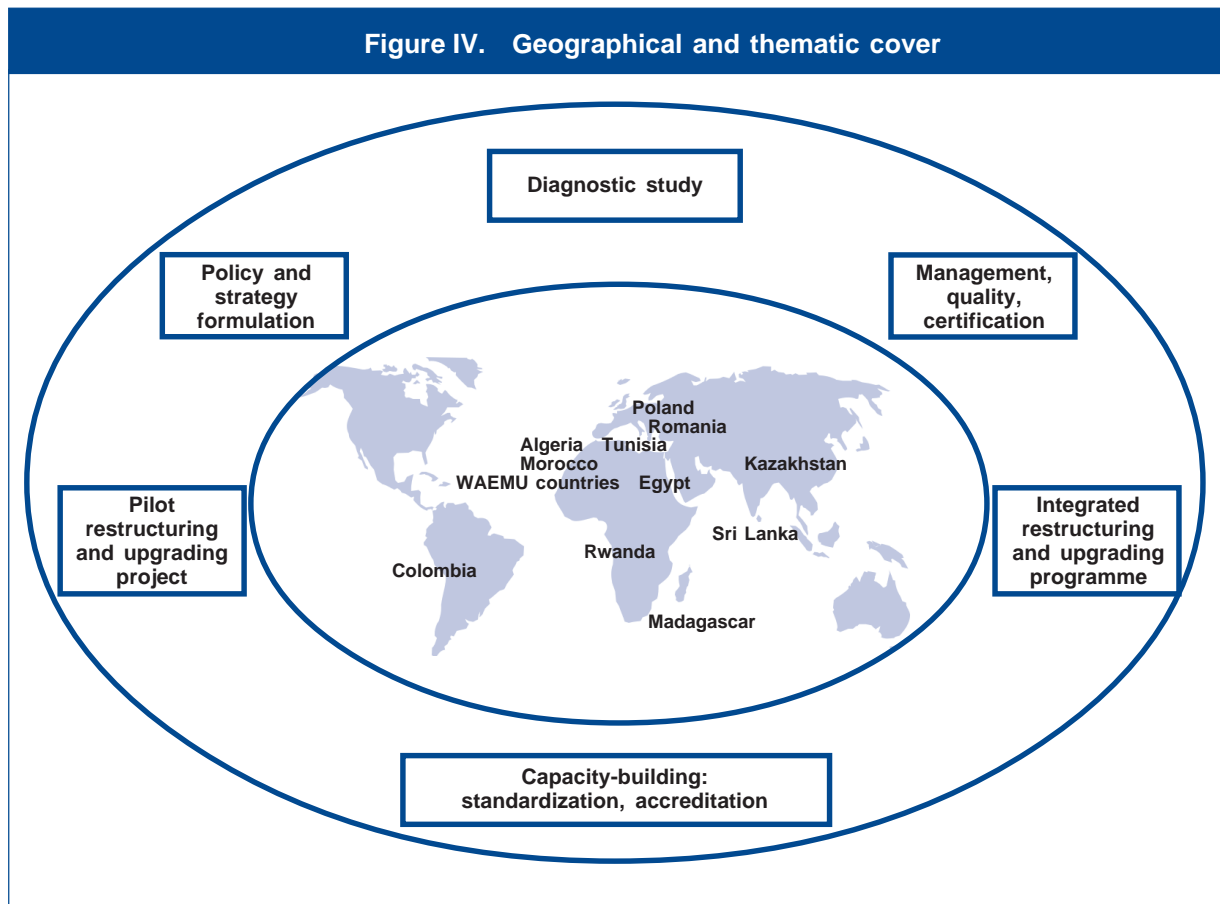 Figure IV. Geographical and thematic cover
Diagnostic study
Policy and
strategy
formulation
Management,
quality,
certification
Poland
Romania
Algeria Tunisia
Morocco
Kazakhstan
WAEMU countries Egypt
Sri Lanka
Rwanda
Colombia
Madagascar
Pilot
restructuring
and upgrading
project
Integrated
restructuring
and upgrading
programme
Capacity-building:
standardization, accreditation